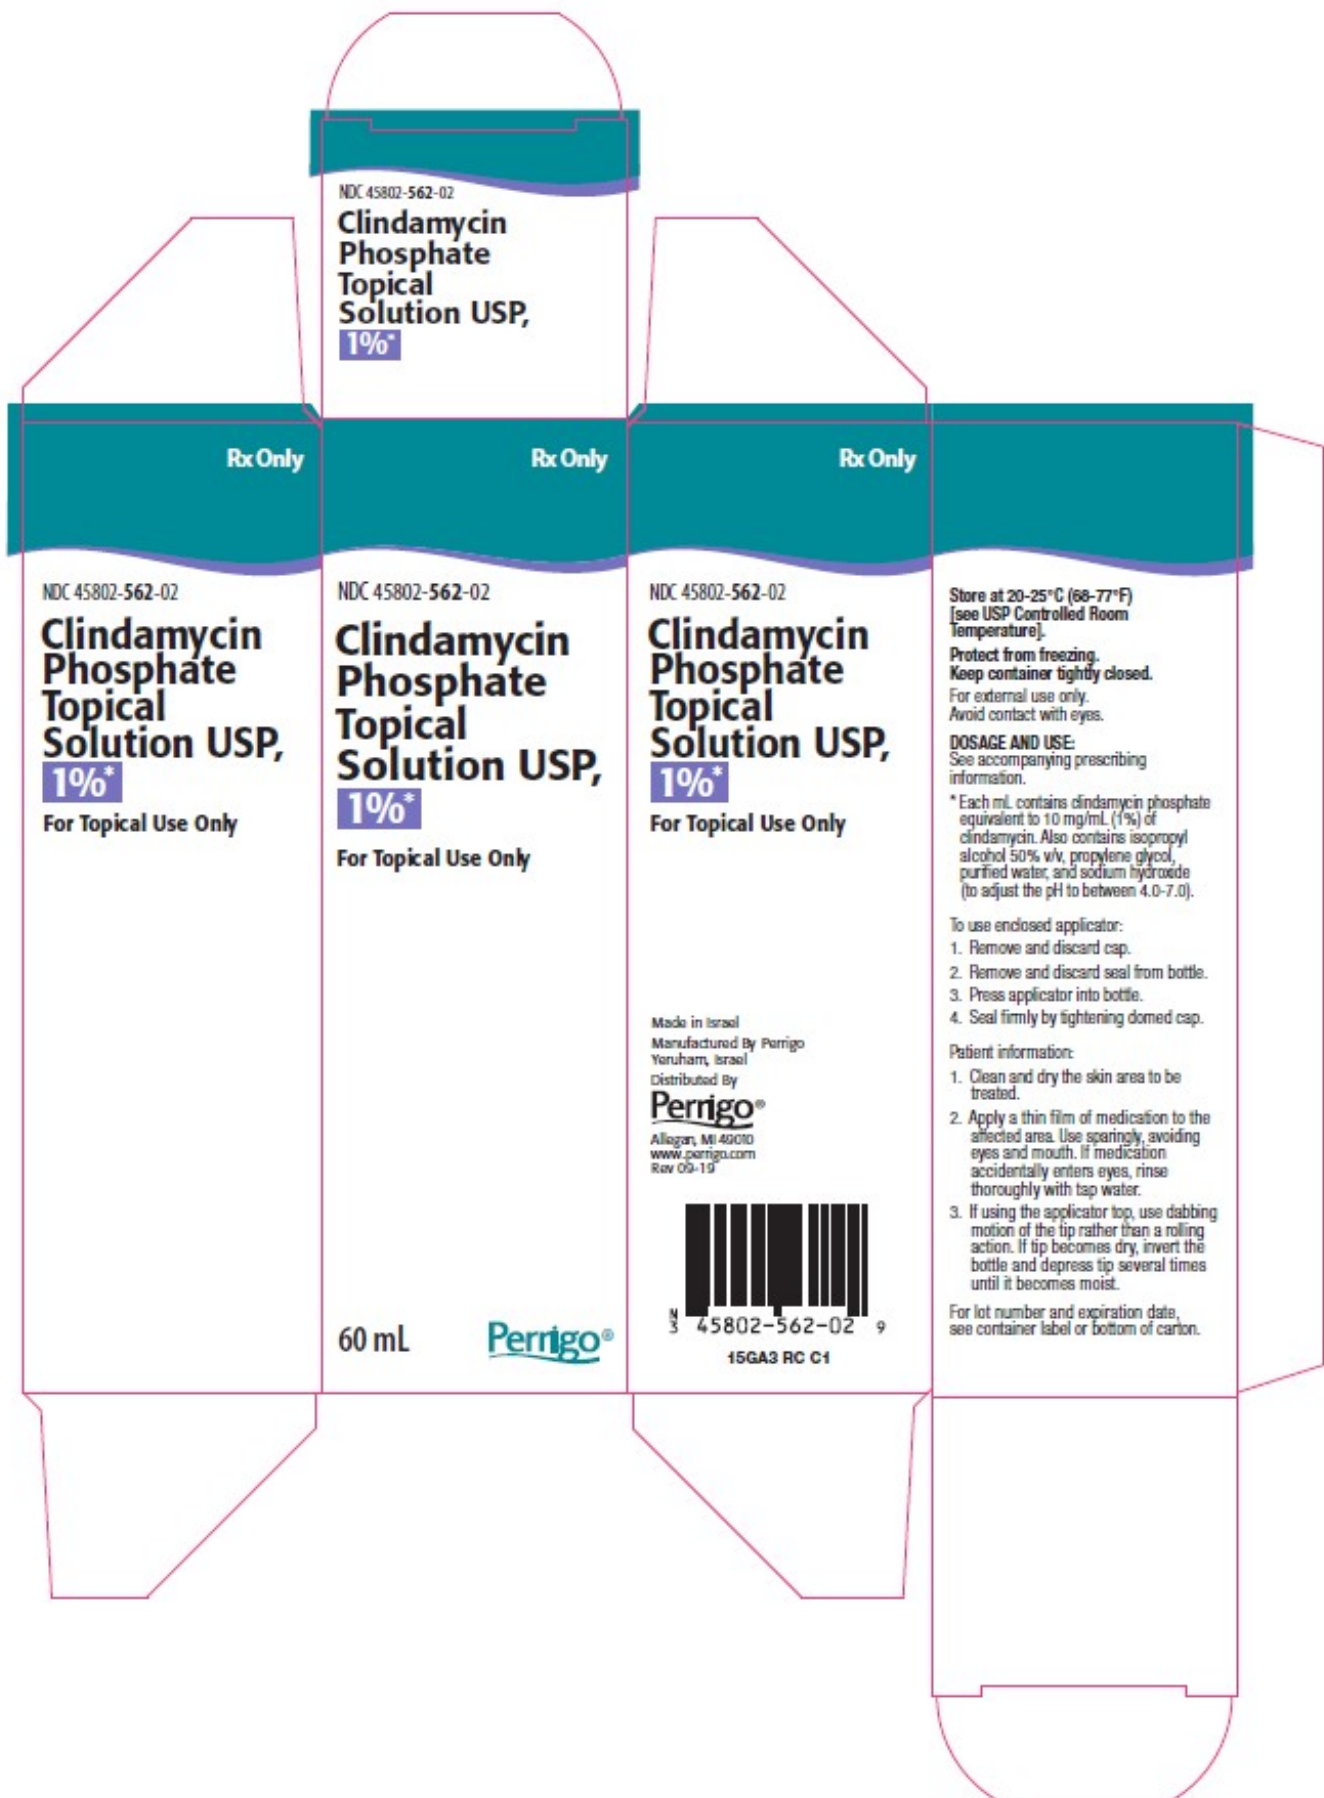 NDC 45802-562-02
Clindamycin
Phosphate
Topical
Solution USP,
1%*
Rx Only
NDC 45802-562-02
Clindamycin
Phosphate
Topical
Solution USP,
1%*
For Topical Use Only
Rx Only
NDC 45802-562-02
Clindamycin
Phosphate
Topical
Solution USP,
1%*
For Topical Use Only
60 mL
Perrigo®
Rx Only
NDC 45802-562-02
Clindamycin
Phosphate
Topical
Solution USP,
1%*
For Topical Use Only
Made in Israel
Manufactured By Perrigo
Yeruham, Israel
Distributed By
Perrigo®
Allegan, MI 49010
www.perrigo.com
Rev 09-19
N
3 45802-562-02 9
15GA3 RC C1
Store at 20-25°C (68-77°F)
[see USP Controlled Room
Temperature].
Protect from freezing.
Keep container tightly closed.
For external use only.
Avoid contact with eyes.
DOSAGE AND USE:
See accompanying prescribing
information.
* Each mL contains clindamycin phosphate
equivalent to 10 mg/mL (1%) of
clindamycin. Also contains isopropyl
alcohol 50% v/v, propylene glycol,
purified water, and sodium hydroxide
(to adjust the pH to between 4.0-7.0).
To use enclosed applicator:
1. Remove and discard cap.
2. Remove and discard seal from bottle.
3. Press applicator into bottle.
4. Seal firmly by tightening domed cap.
Patient information:
1. Clean and dry the skin area to be
treated.
2. Apply a thin film of medication to the
affected area. Use sparingly, avoiding
eyes and mouth. If medication
accidentally enters eyes, rinse
thoroughly with tap water.
3. If using the applicator top, use dabbing
motion of the tip rather than a rolling
action. If tip becomes dry, invert the
bottle and depress tip several times
until it becomes moist.
For lot number and expiration date,
see container label or bottom of carton.